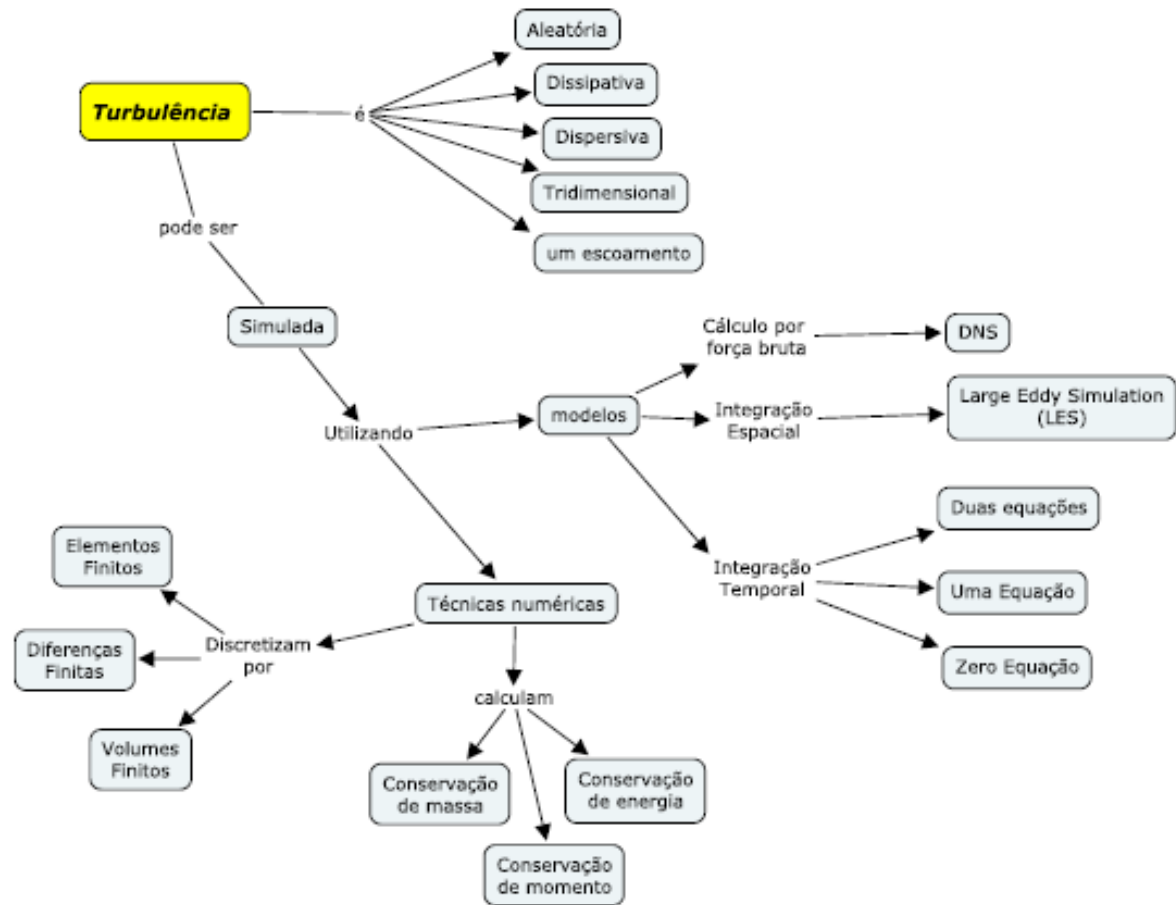 Aleatória
Dissipativa
Turbulência
é
Dispersiva
Tridimensional
pode ser
um escoamento
Simulada
Cálculo por
força bruta
DNS
Large Eddy Simulation
(LES)
modelos
Integração
Espacial
Utilizando
Duas equações
Elementos
Finitos
Integração
Temporal
Uma Equação
Técnicas numéricas
Diferenças
Finitas
Discretizam
por
Zero Equação
calculam
Volumes
Finitos
Conservação
de massa
Conservação
de energia
Conservação
de momento